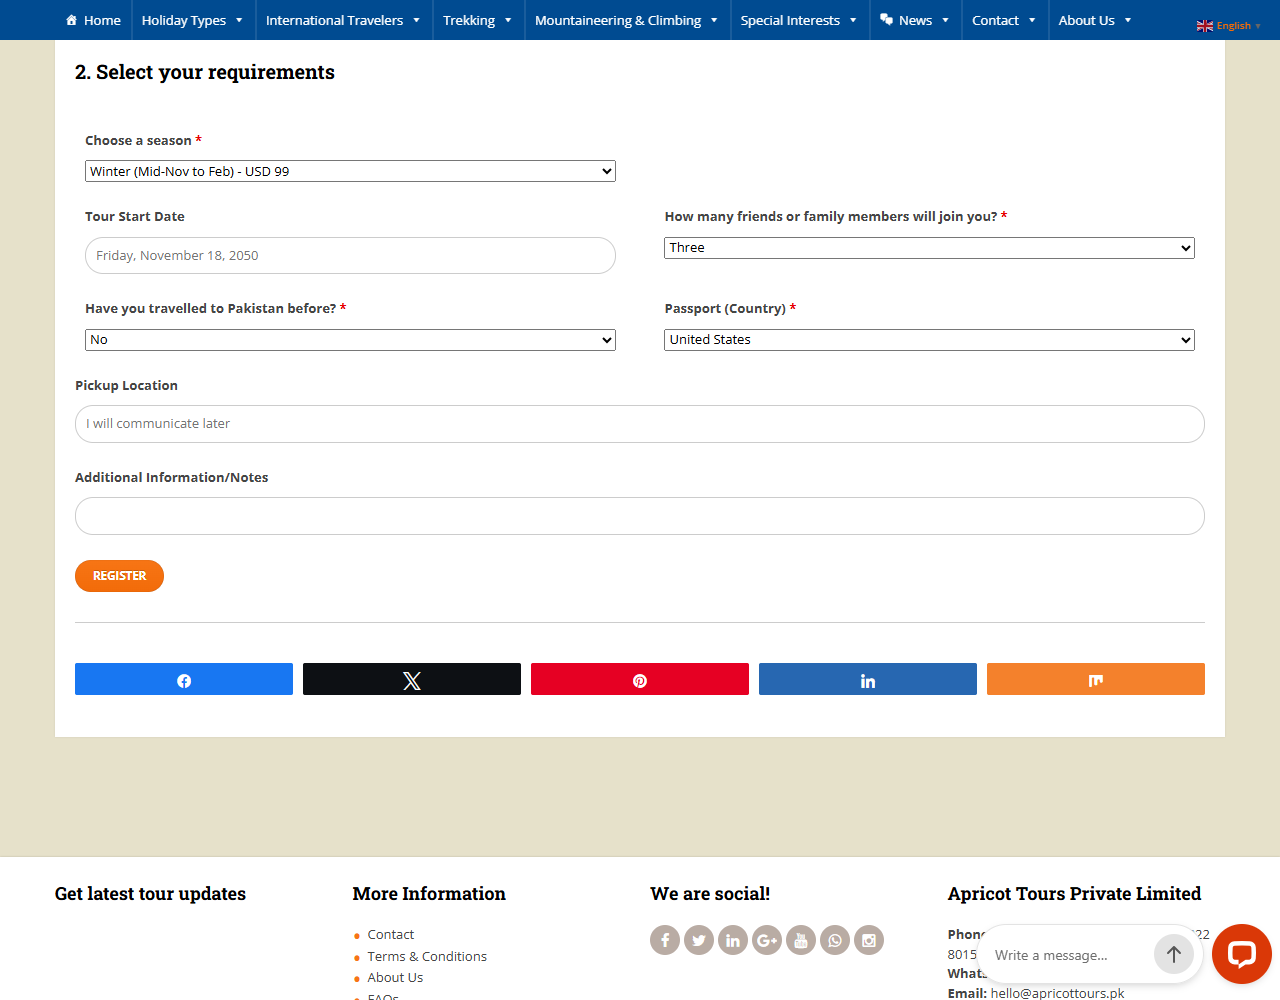 Home Holiday Types International Travelers Trekking Mountaineering & Climbing Special Interests News Contact About Us English
2. Select your requirements
Choose a season *
Winter (Mid-Nov to Feb) - USD 99
Tour Start Date
How many friends or family members will join you? *
Friday, November 18, 2050
Three
Have you travelled to Pakistan before? *
Passport (Country) *
No
United States
Pickup Location
I will communicate later
Additional Information/Notes
REGISTER
Get latest tour updates
More Information
Contact
Terms & Conditions
About Us
FAQs
We are social!
Apricot Tours Private Limited
Phone
22
8015
Whats
Email: hello@apricottours.pk
Write a message...